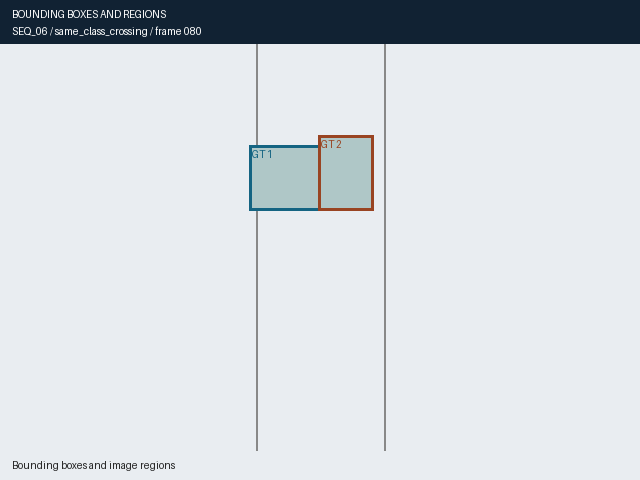 BOUNDING BOXES AND REGIONS
SEQ_06 / same_class_crossing / frame 080
GT1
GT2
Bounding boxes and image regions